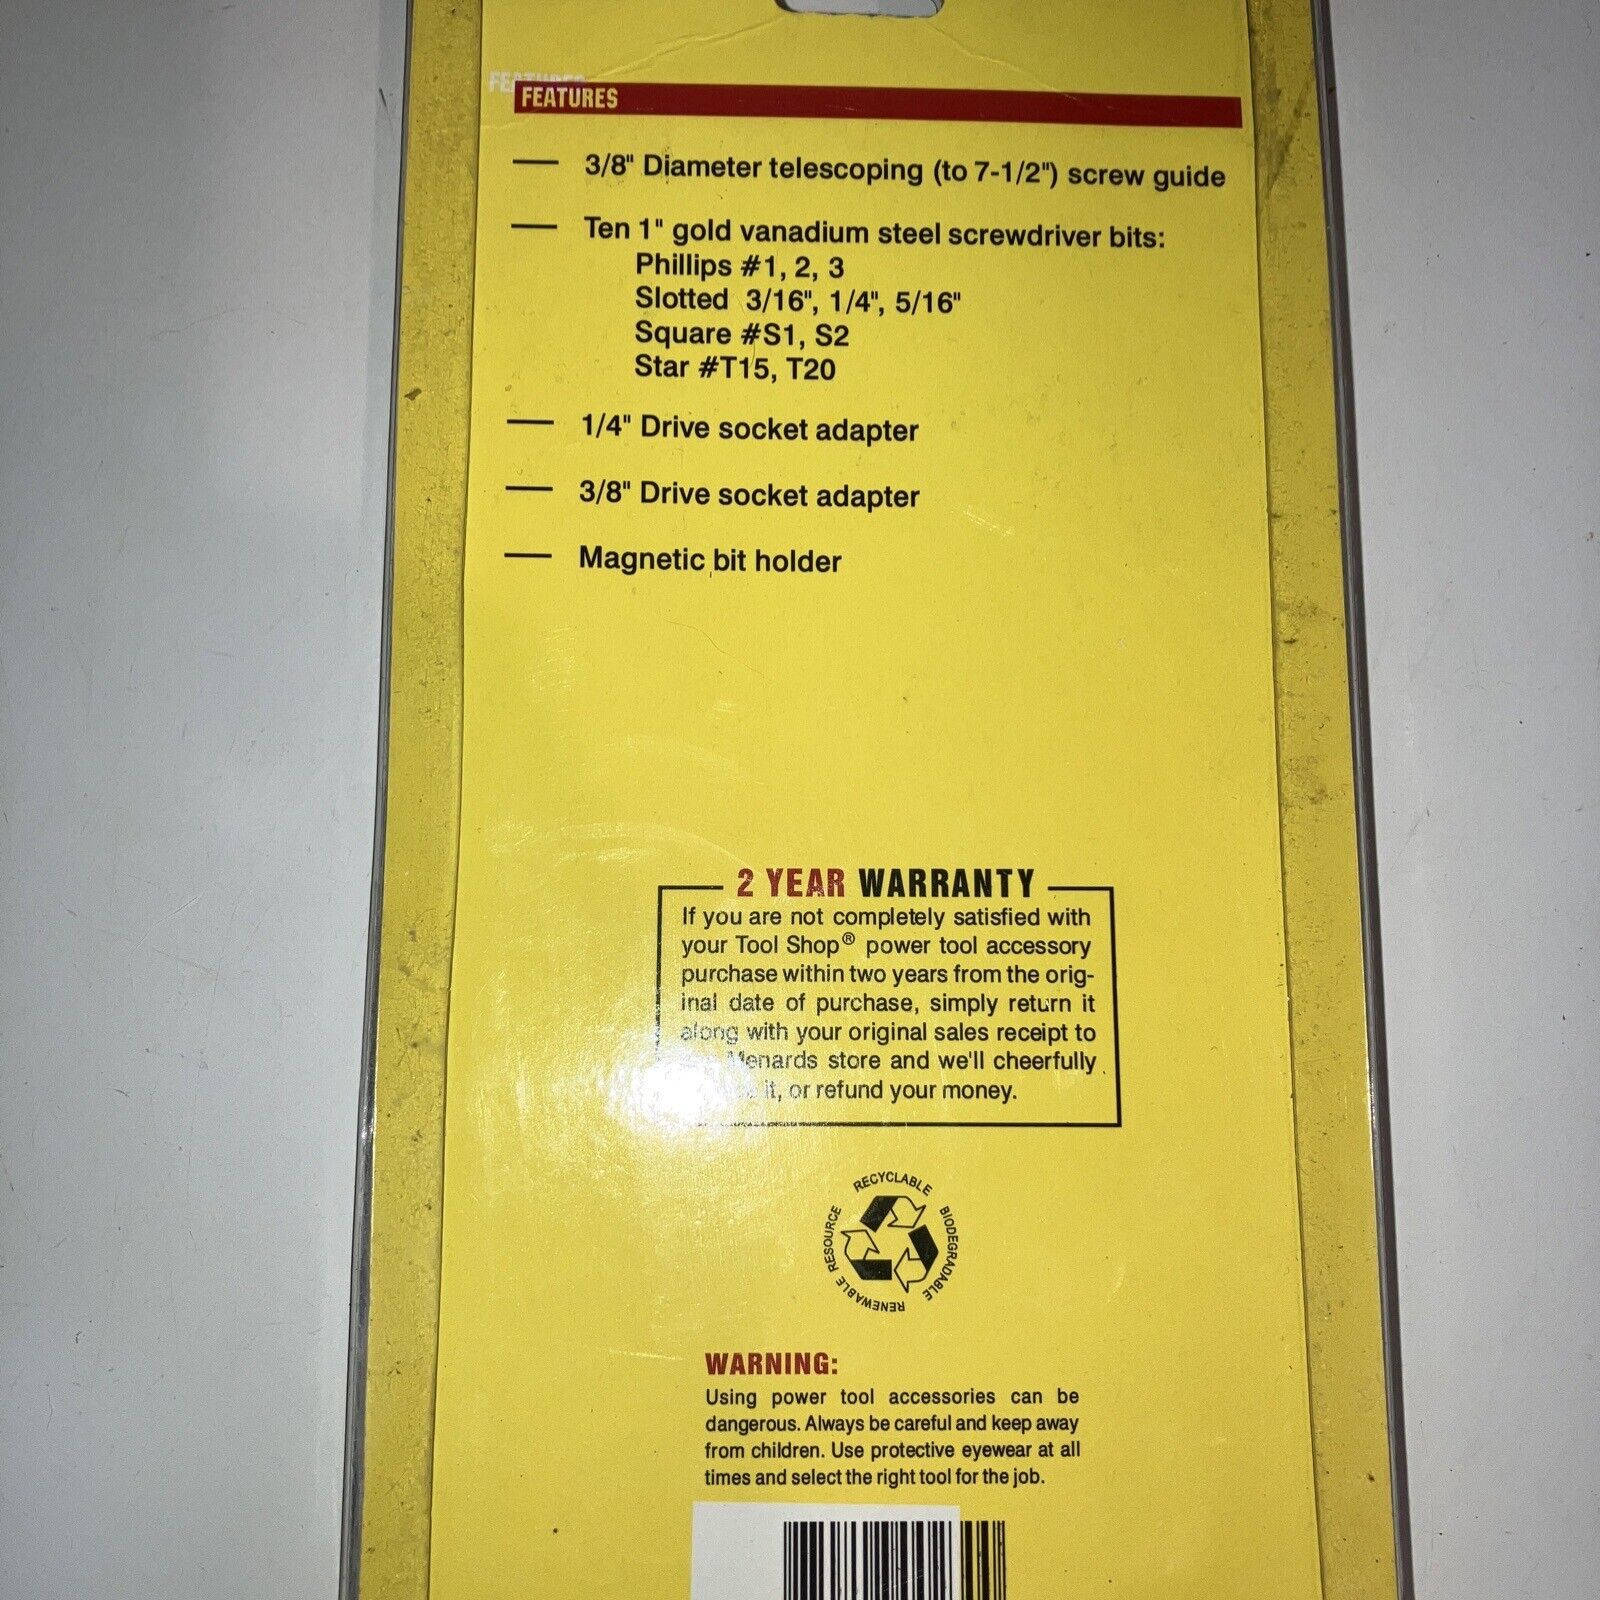 FEATURES
FEATURES
3/8" Diameter telescoping (to 7-1/2") screw guide
Ten 1" gold vanadium steel screwdriver bits:
Phillips #1, 2, 3
Slotted 3/16", 1/4", 5/16"
Square #S1, S2
Star #T15, T20
1/4" Drive socket adapter
3/8" Drive socket adapter
Magnetic bit holder
2 YEAR WARRANTY
If you are not completely satisfied with
your Tool Shop® power tool accessory
purchase within two years from the orig-
inal date of purchase, simply return it
along with your original sales receipt to
Menards store and we'll cheerfully
it, or refund your money.
RECYCLABLE
BIODEGRADABLE
RENEWABLE RESOURCE
WARNING:
Using power tool accessories can be
dangerous. Always be careful and keep away
from children. Use protective eyewear at all
times and select the right tool for the job.